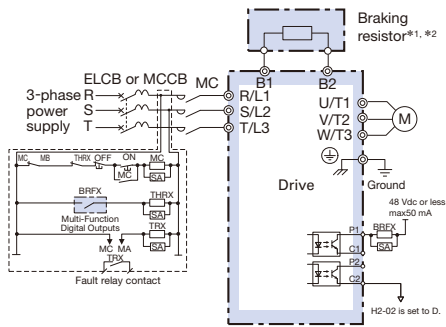 Braking
resistor*1, *2
ELCB or MCCB
MC
B1
B2
3-phase
power
supply
R
S
T
R/L1
S/L2
T/L3
U/T1
V/T2
W/T3
M
Drive
Ground
MC
MB
THRX
OFF
ON
MC
SA
MC
BRFX
Multi-Function
Digital Outputs
THRX
SA
TRX
SA
MC
MA
TRX
Fault relay contact
48 Vdc or less
max50 mA
P1
BRFX
SA
C1
P2
C2
H2-02 is set to D.